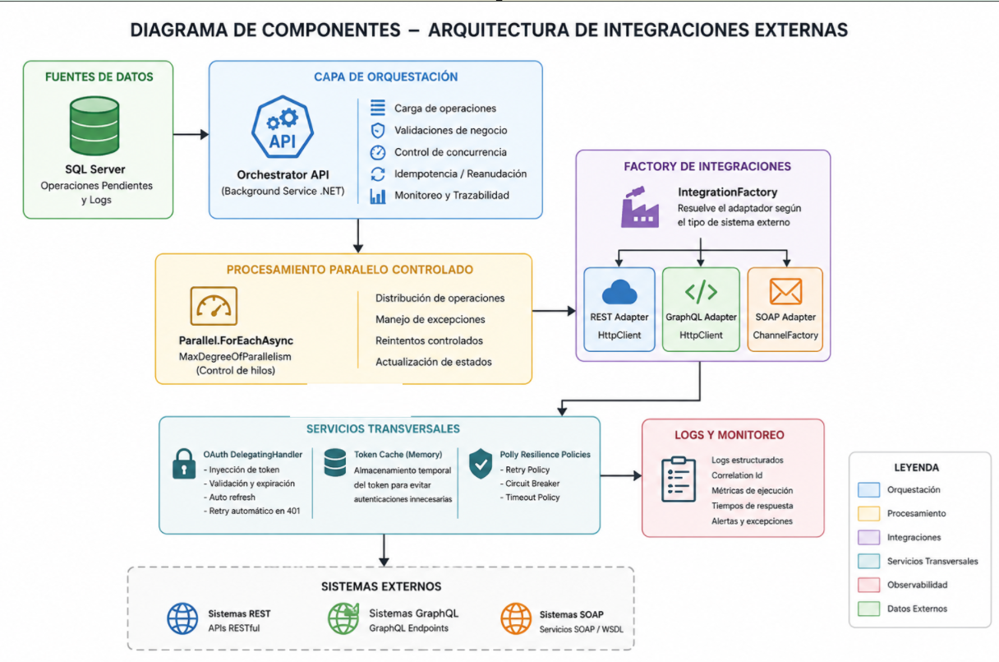 DIAGRAMA DE COMPONENTES – ARQUITECTURA DE INTEGRACIONES EXTERNAS
FUENTES DE DATOS
SQL Server
Operaciones Pendientes
y Logs
CAPA DE ORQUESTACIÓN
API
Orchestrator API
(Background Service .NET)
Carga de operaciones
Validaciones de negocio
Control de concurrencia
Idempotencia / Reanudación
Monitoreo y Trazabilidad
FACTORY DE INTEGRACIONES
IntegrationFactory
Resuelve el adaptador según
el tipo de sistema externo
REST Adapter
HttpClient
GraphQL Adapter
HttpClient
SOAP Adapter
ChannelFactory
PROCESAMIENTO PARALELO CONTROLADO
Parallel.ForEachAsync
MaxDegreeOfParallelism
(Control de hilos)
Distribución de operaciones
Manejo de excepciones
Reintentos controlados
Actualización de estados
SERVICIOS TRANSVERSALES
OAuth DelegatingHandler
- Inyección de token
- Validación y expiración
- Auto refresh
- Retry automático en 401
Token Cache (Memory)
Almacenamiento temporal
del token para evitar
autenticaciones innecesarias
Polly Resilience Policies
- Retry Policy
- Circuit Breaker
- Timeout Policy
LOGS Y MONITOREO
Logs estructurados
Correlation Id
Métricas de ejecución
Tiempos de respuesta
Alertas y excepciones
LEYENDA
Orquestación
Procesamiento
Integraciones
Servicios Transversales
Observabilidad
Datos Externos
SISTEMAS EXTERNOS
Sistemas REST
APIs RESTful
Sistemas GraphQL
GraphQL Endpoints
Sistemas SOAP
Servicios SOAP / WSDL